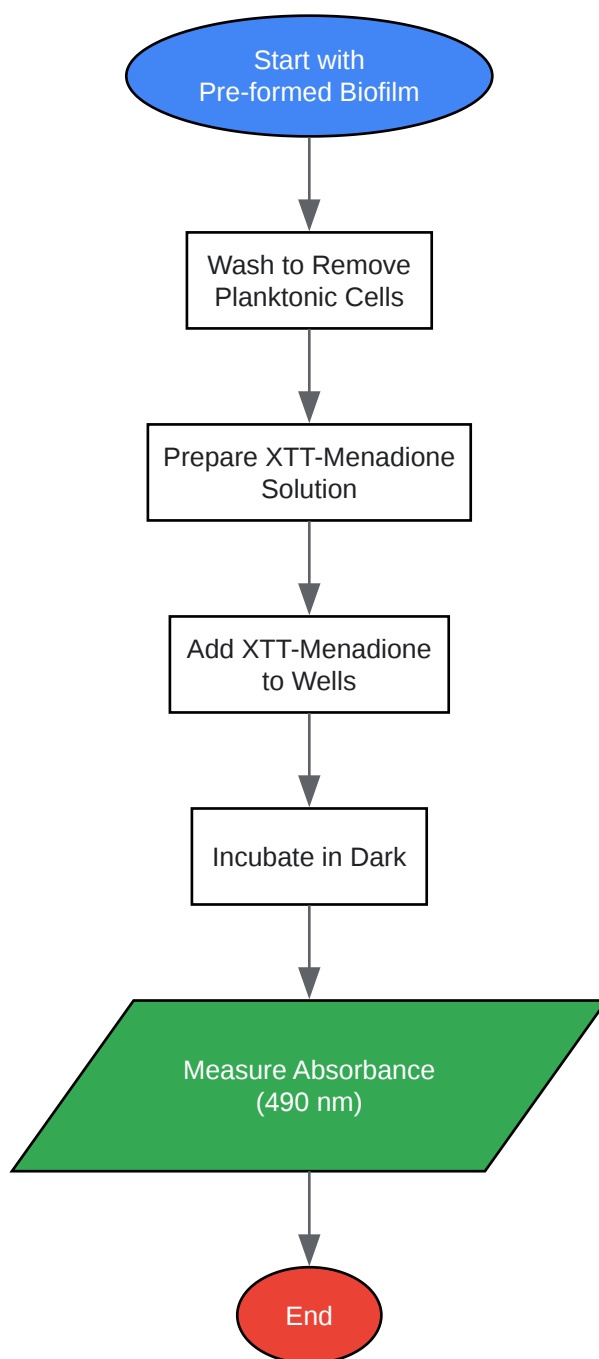 Start with
Pre-formed Biofilm
Wash to Remove
Planktonic Cells
Prepare XTT-Menadione
Solution
Add XTT-Menadione
to Wells
Incubate in Dark
Measure Absorbance
(490 nm)
End